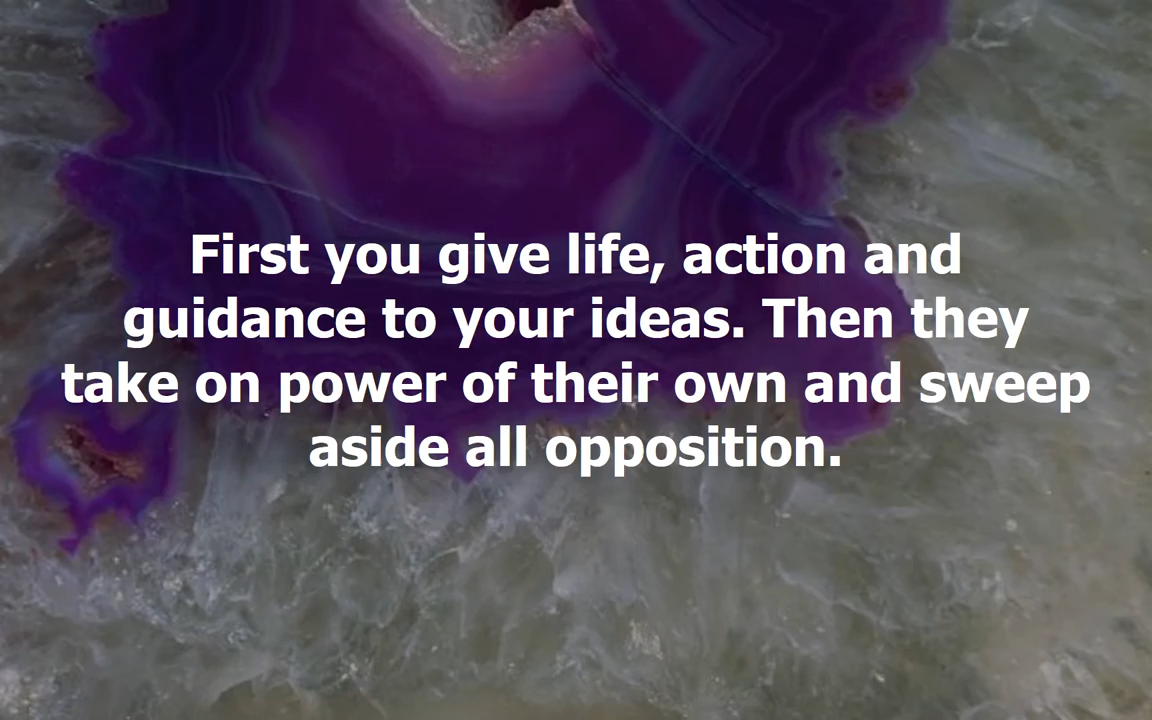 First you give life, action and
guidance to your ideas. Then they
take on power of their own and sweep
aside all opposition.